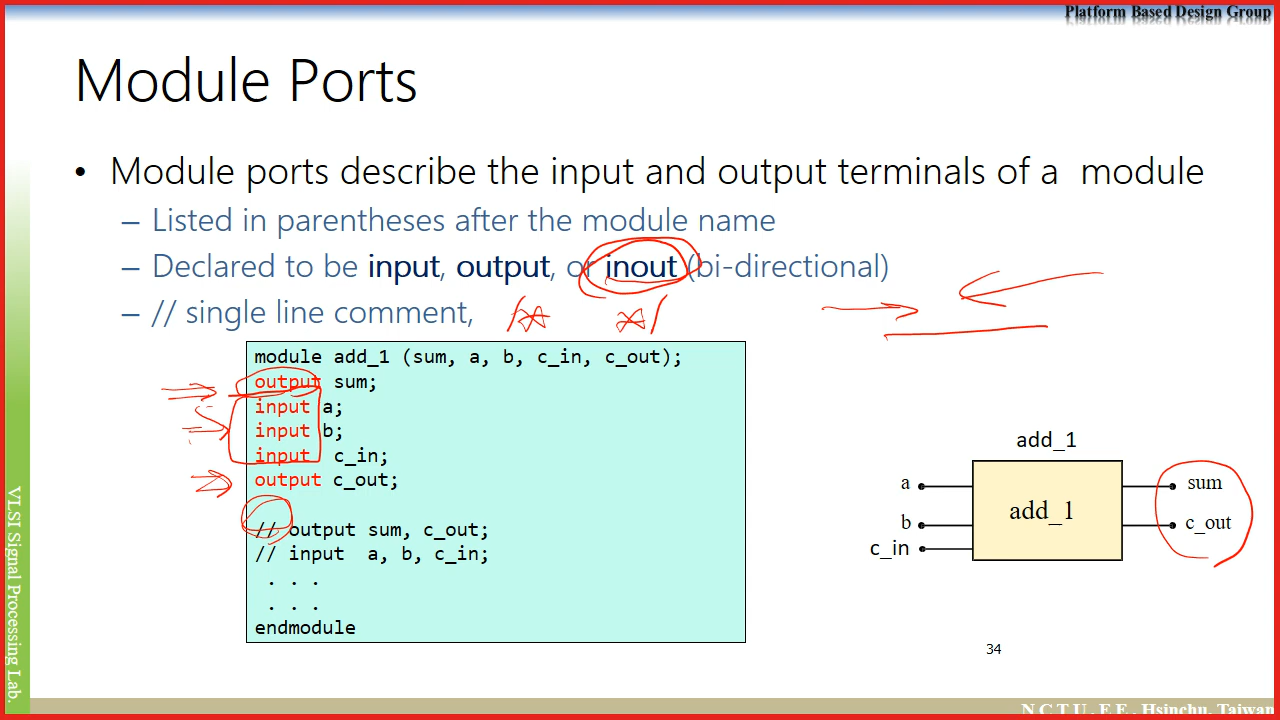 Platform Based Design Group
Module Ports
• Module ports describe the input and output terminals of a module
– Listed in parentheses after the module name
– Declared to be input, output, or inout (bi-directional)
– // single line comment, /* */
module add_1 (sum, a, b, c_in, c_out);
output sum;
input a;
input b;
input c_in;
output c_out;
// output sum, c_out;
// input a, b, c_in;
. . .
. . .
endmodule
add_1
a
b
c_in
add_1
sum
c_out
34
VLSI Signal Processing Lab.
N C T U . E E , Hsinchu, Taiwan